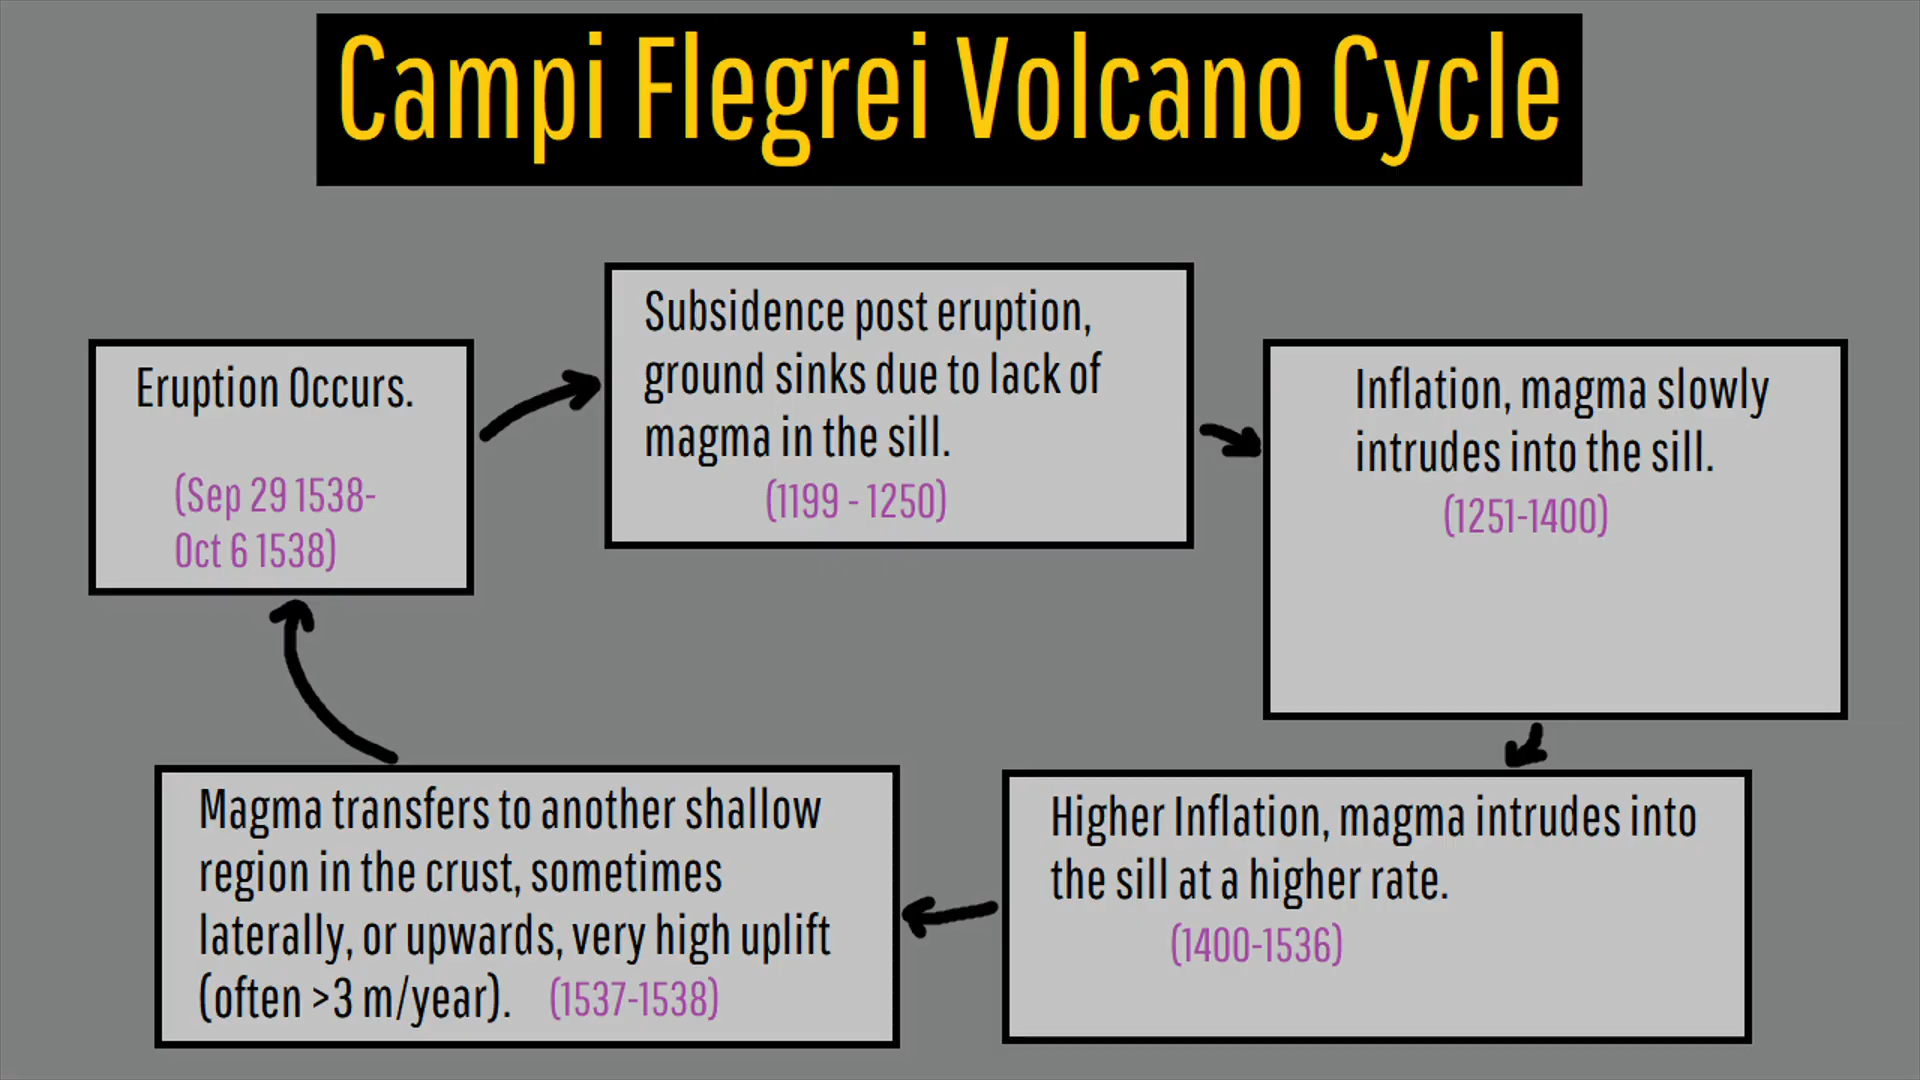 Campi Flegrei Volcano Cycle
Eruption Occurs.
(Sep 29 1538-
Oct 6 1538)
Subsidence post eruption,
ground sinks due to lack of
magma in the sill.
(1199 - 1250)
Inflation, magma slowly
intrudes into the sill.
(1251-1400)
Higher Inflation, magma intrudes into
the sill at a higher rate.
(1400-1536)
Magma transfers to another shallow
region in the crust, sometimes
laterally, or upwards, very high uplift
(often >3 m/year). (1537-1538)